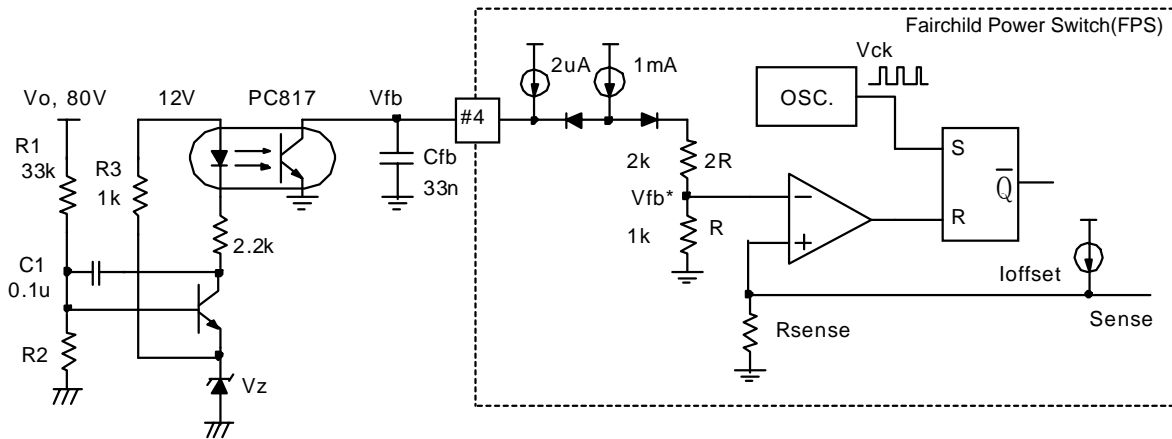 Fairchild Power Switch(FPS)
2uA
1mA
Vck
Vo, 80V
12V
PC817
Vfb
#4
OSC.
R1
33k
R3
1k
Cfb
33n
2k
2R
S
Q
Vfb*
1k
R
R
2.2k
C1
0.1u
Ioffset
Rsense
Sense
R2
Vz